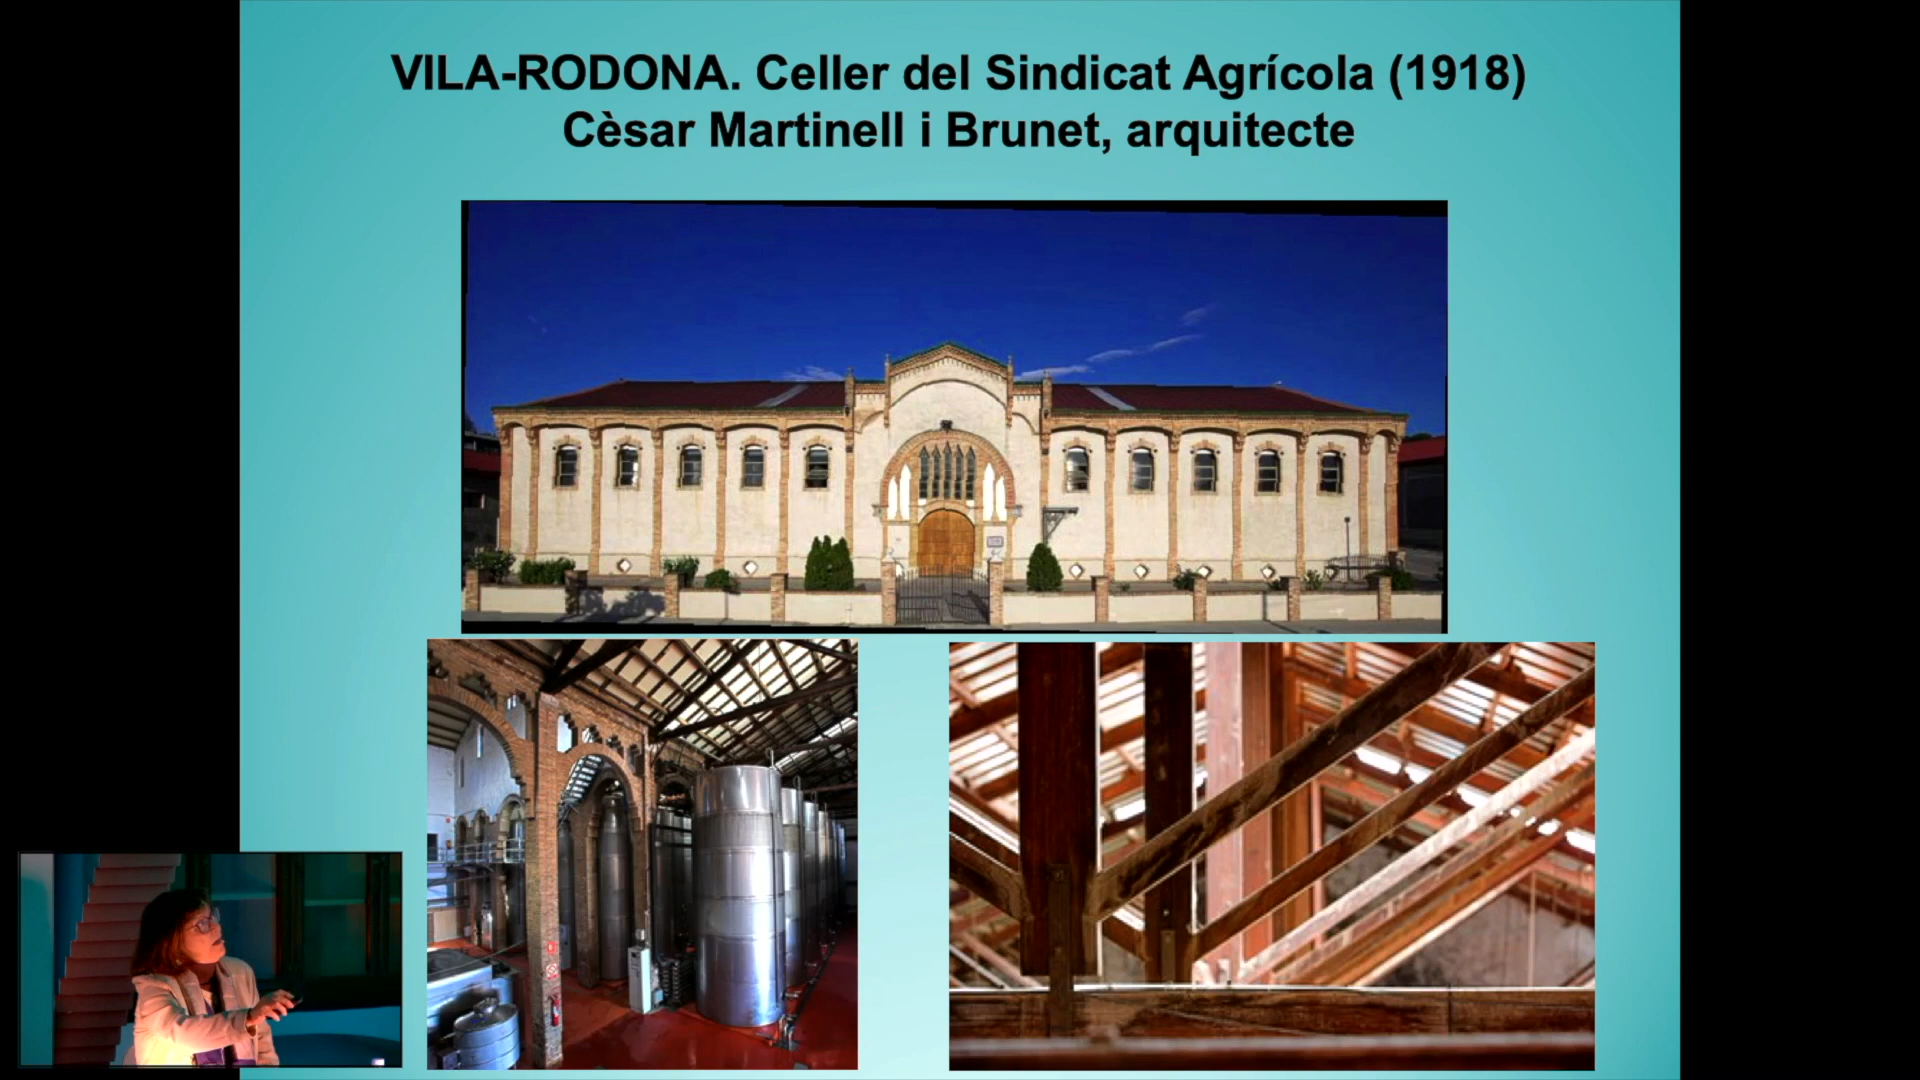 VILA-RODONA. Celler del Sindicat Agrícola (1918)
Cèsar Martinell i Brunet, arquitecte